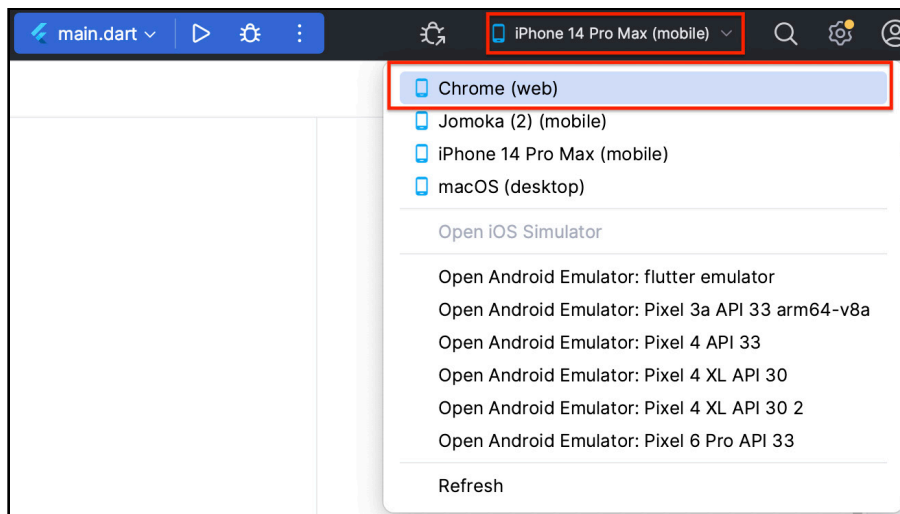 main.dart
iPhone 14 Pro Max (mobile)
Chrome (web)
Jomoka (2) (mobile)
iPhone 14 Pro Max (mobile)
macOS (desktop)
Open iOS Simulator
Open Android Emulator: flutter emulator
Open Android Emulator: Pixel 3a API 33 arm64-v8a
Open Android Emulator: Pixel 4 API 33
Open Android Emulator: Pixel 4 XL API 30
Open Android Emulator: Pixel 4 XL API 30 2
Open Android Emulator: Pixel 6 Pro API 33
Refresh